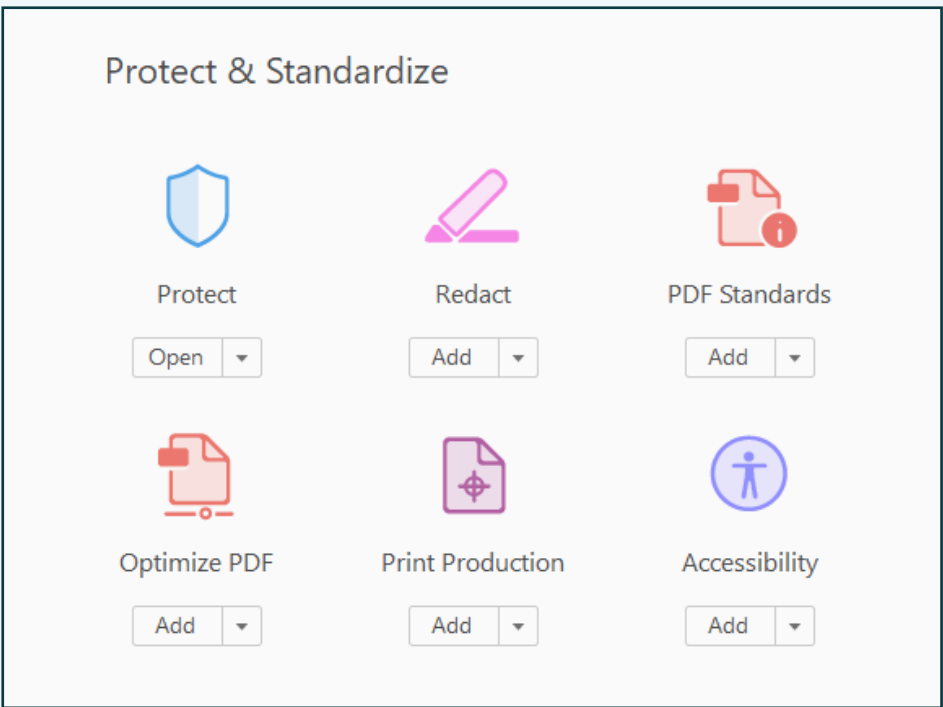 Protect & Standardize
Protect Redact PDF Standards
Open Add Add
Optimize PDF Print Production Accessibility
Add Add Add